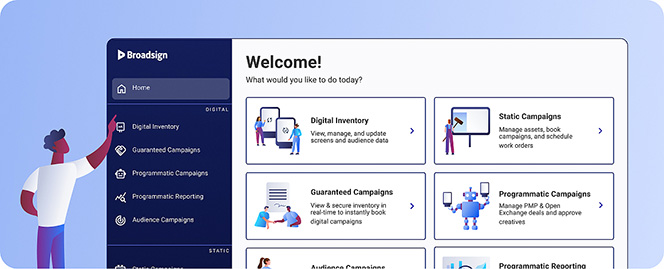 Broadsign
Home
DIGITAL
Digital Inventory
Guaranteed Campaigns
Programmatic Campaigns
Programmatic Reporting
Audience Campaigns
STATIC
Static Campaigns
Welcome!
What would you like to do today?
Digital Inventory
View, manage, and update
screens and audience data
Static Campaigns
Manage assets, book
campaigns, and schedule
work orders
Guaranteed Campaigns
View & secure inventory in
real-time to instantly book
digital campaigns
Programmatic Campaigns
Manage PMP & Open
Exchange deals and approve
creatives
Audience Campaigns
Programmatic Reporting